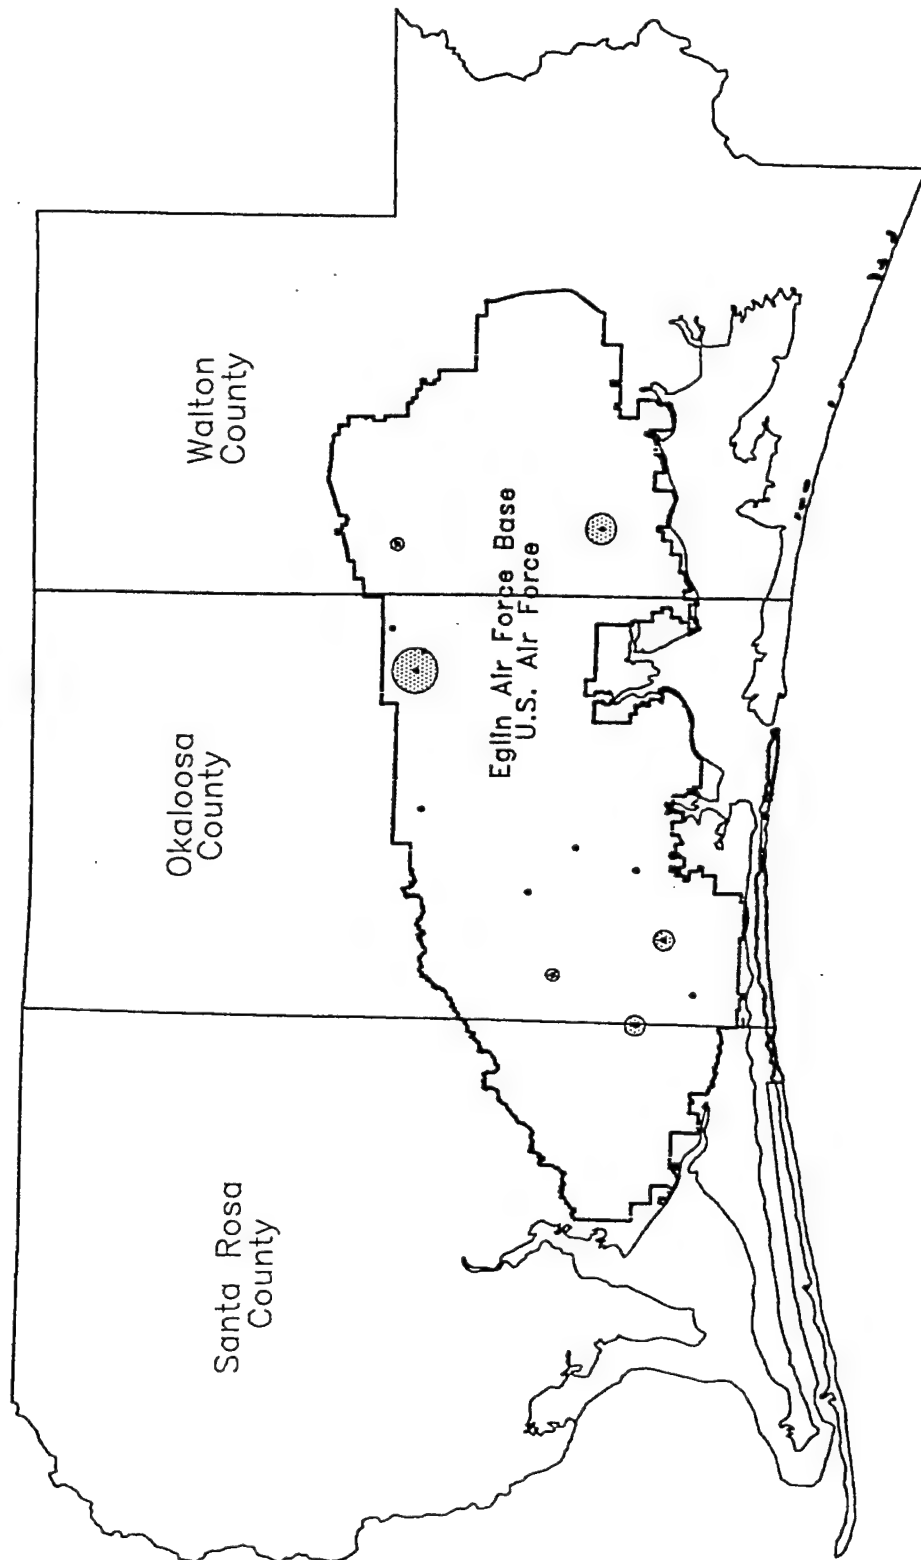 Santa Rosa
County
Okaloosa
County
Walton
County
Eglin Air Force Base
U.S. Air Force